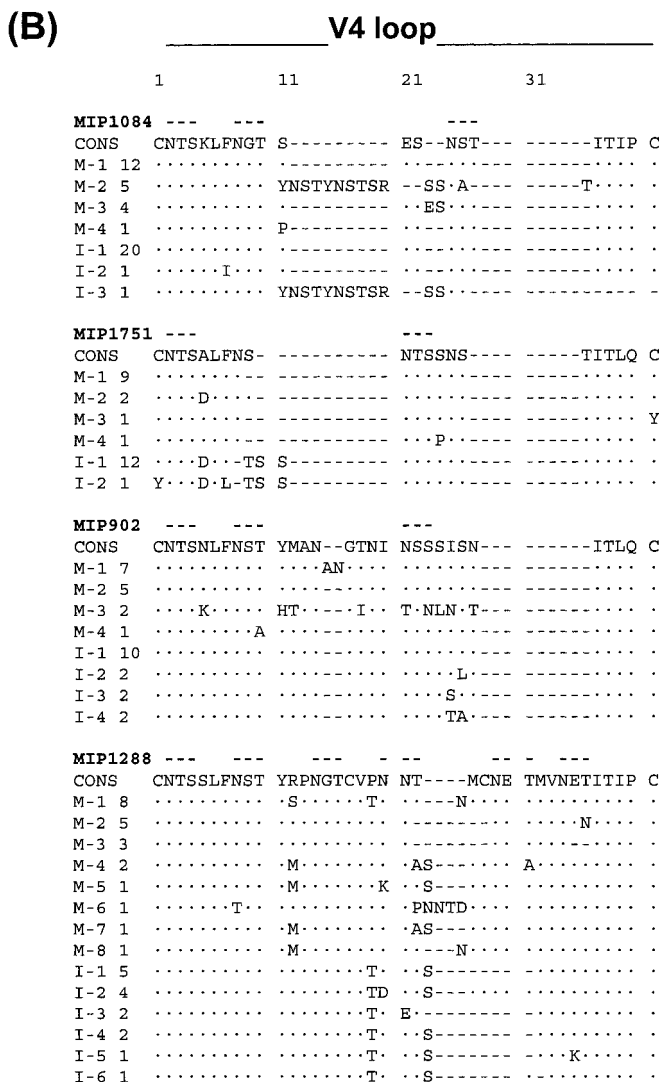 (B)
V4 loop
1 11 21 31
MIP1084 --- --- ---
CONS CNTSKLFNGT S--------- ES--NST--- ------ITIP C
M-1 12 ·········· ·--------- ··--···--- ------···· ·
M-2 5 ·········· YNSTYNSTSR --SS·A·--- -----T···· ·
M-3 4 ·········· ·--------- ··ES···--- ------···· ·
M-4 1 ·········· P--------- ··--···--- ------···· ·
I-1 20 ·········· ·--------- ··--···--- ------···· ·
I-2 1 ······I··· ·--------- ··--···--- ------···· ·
I-3 1 ·········· YNSTYNSTSR --SS···--- ---------- ·
MIP1751 --- ---
CONS CNTSALFNS- ---------- NTSSNS---- -----TITLQ C
M-1 9 ········-- ---------- ······---- -----····· ·
M-2 2 ····D···-- ---------- ······---- -----····· ·
M-3 1 ········-- ---------- ······---- -----····· Y
M-4 1 ········-- ---------- ···P··---- -----····· ·
I-1 12 ····D··-TS S--------- ······---- -----····· ·
I-2 1 Y···D·L-TS S--------- ······---- -----····· ·
MIP902 --- --- ---
CONS CNTSNLFNST YMAN--GTNI NSSSISN--- ------ITLQ C
M-1 7 ·········· ····AN···· ·······--- ------···· ·
M-2 5 ·········· ····--···· ·······--- ------···· ·
M-3 2 ····K····· HT··--·I·· T·NLN·T--- ------···· ·
M-4 1 ·········A ····--···· ·······--- ------···· ·
I-1 10 ·········· ····--···· ·······--- ------···· ·
I-2 2 ·········· ····--···· ·····L·--- ------···· ·
I-3 2 ·········· ····--···· ····S··--- ------···· ·
I-4 2 ·········· ····--···· ····TA·--- ------···· ·
MIP1288 --- --- --- - -- -- - ---
CONS CNTSSLFNST YRPNGTCVPN NT----MCNE TMVNETITIP C
M-1 8 ·········· ·S······T· ··---N···· ·········· ·
M-2 5 ·········· ·········· ·-------·· ·····N···· ·
M-3 3 ·········· ·········· ··----···· ····--···· ·
M-4 2 ·········· ·M········ ·AS---···· A········· ·
M-5 1 ·········· ·M·······K ··S---···· ·········· ·
M-6 1 ·······T·· ·········· ·PNNTD···· ·········· ·
M-7 1 ·········· ·M········ ·AS---···· ·········· ·
M-8 1 ·········· ·M········ ··---N···· ·········· ·
I-1 5 ·········· ········T· ··S------- -········· ·
I-2 4 ·········· ········TD ··S---···· ·········· ·
I-3 2 ·········· ········T· E·-------- -········· ·
I-4 2 ·········· ········T· ··S------- -········· ·
I-5 1 ·········· ········T· ··S------- -···K····· ·
I-6 1 ·········· ········T· ··S------- -········· ·